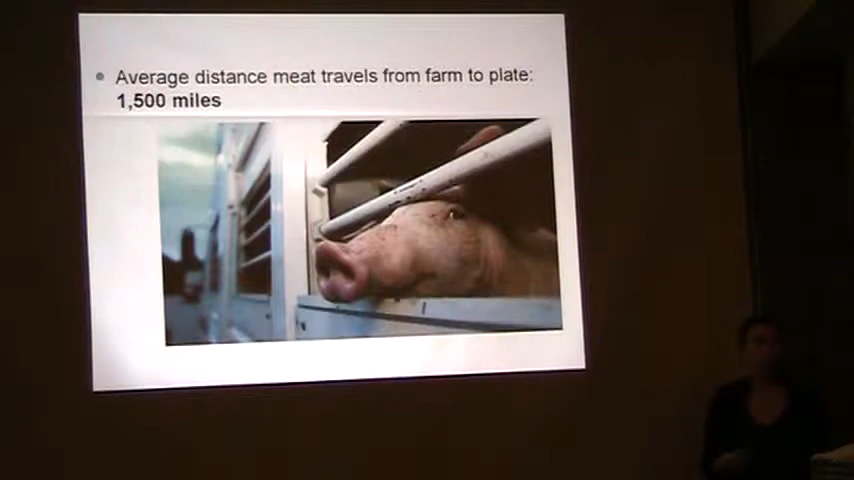 • Average distance meat travels from farm to plate:
1,500 miles